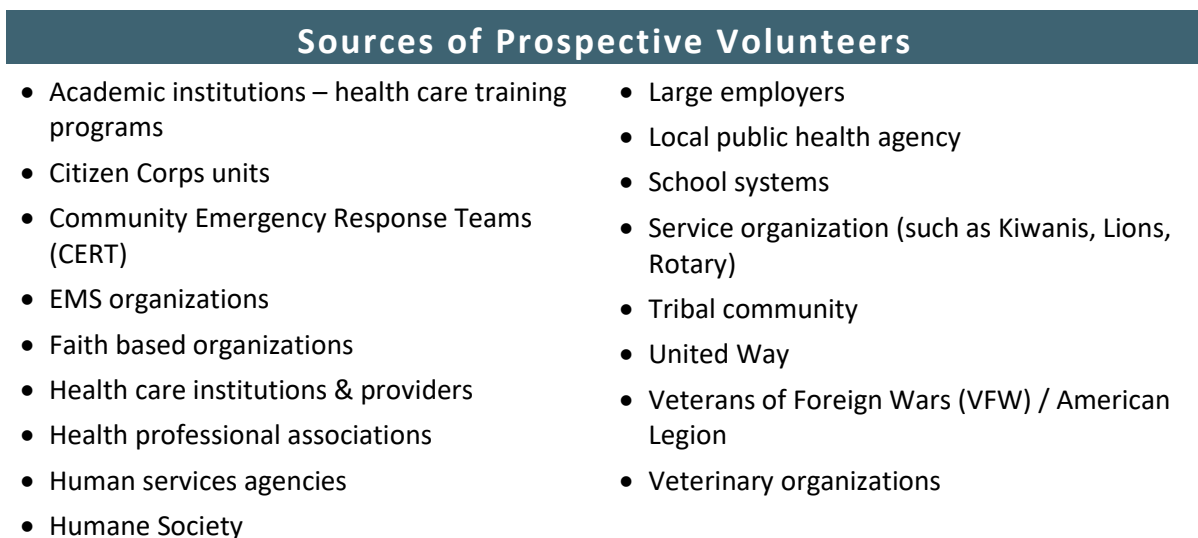 Sources of Prospective Volunteers
• Academic institutions – health care training
programs
• Citizen Corps units
• Community Emergency Response Teams
(CERT)
• EMS organizations
• Faith based organizations
• Health care institutions & providers
• Health professional associations
• Human services agencies
• Humane Society
• Large employers
• Local public health agency
• School systems
• Service organization (such as Kiwanis, Lions,
Rotary)
• Tribal community
• United Way
• Veterans of Foreign Wars (VFW) / American
Legion
• Veterinary organizations